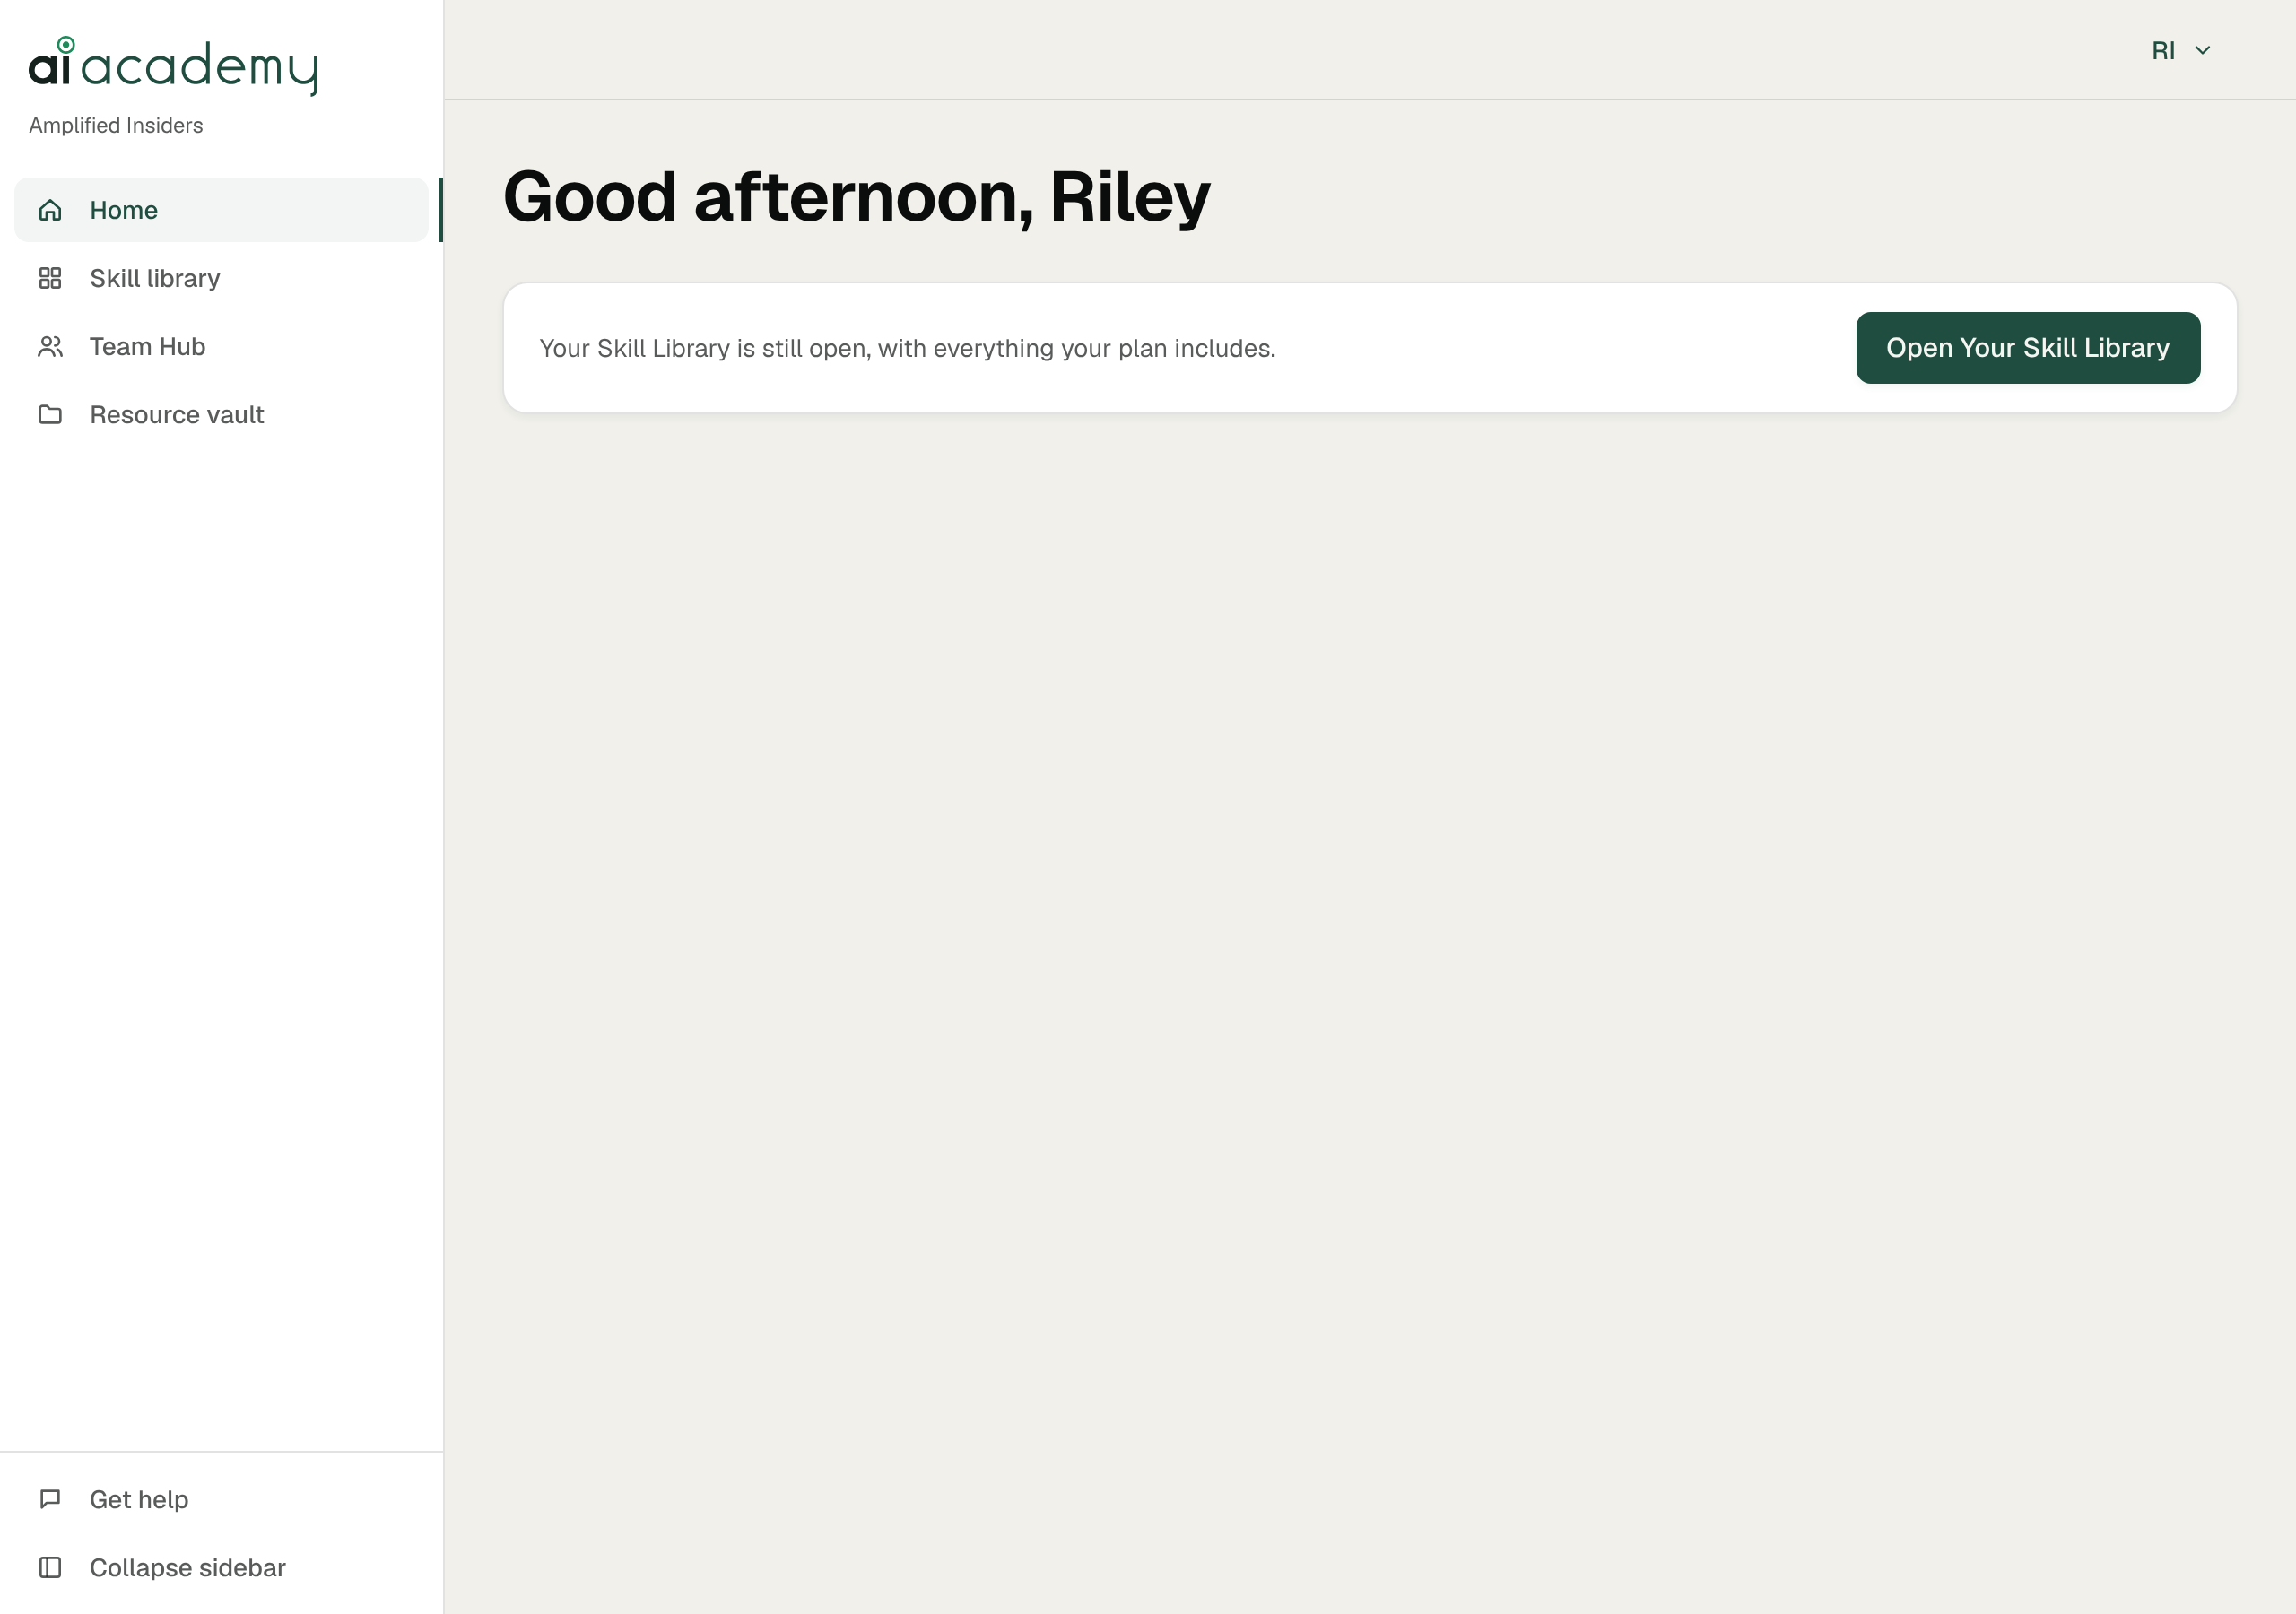 ai academy
Amplified Insiders
Home
Skill library
Team Hub
Resource vault
Get help
Collapse sidebar
RI
Good afternoon, Riley
Your Skill Library is still open, with everything your plan includes.
Open Your Skill Library